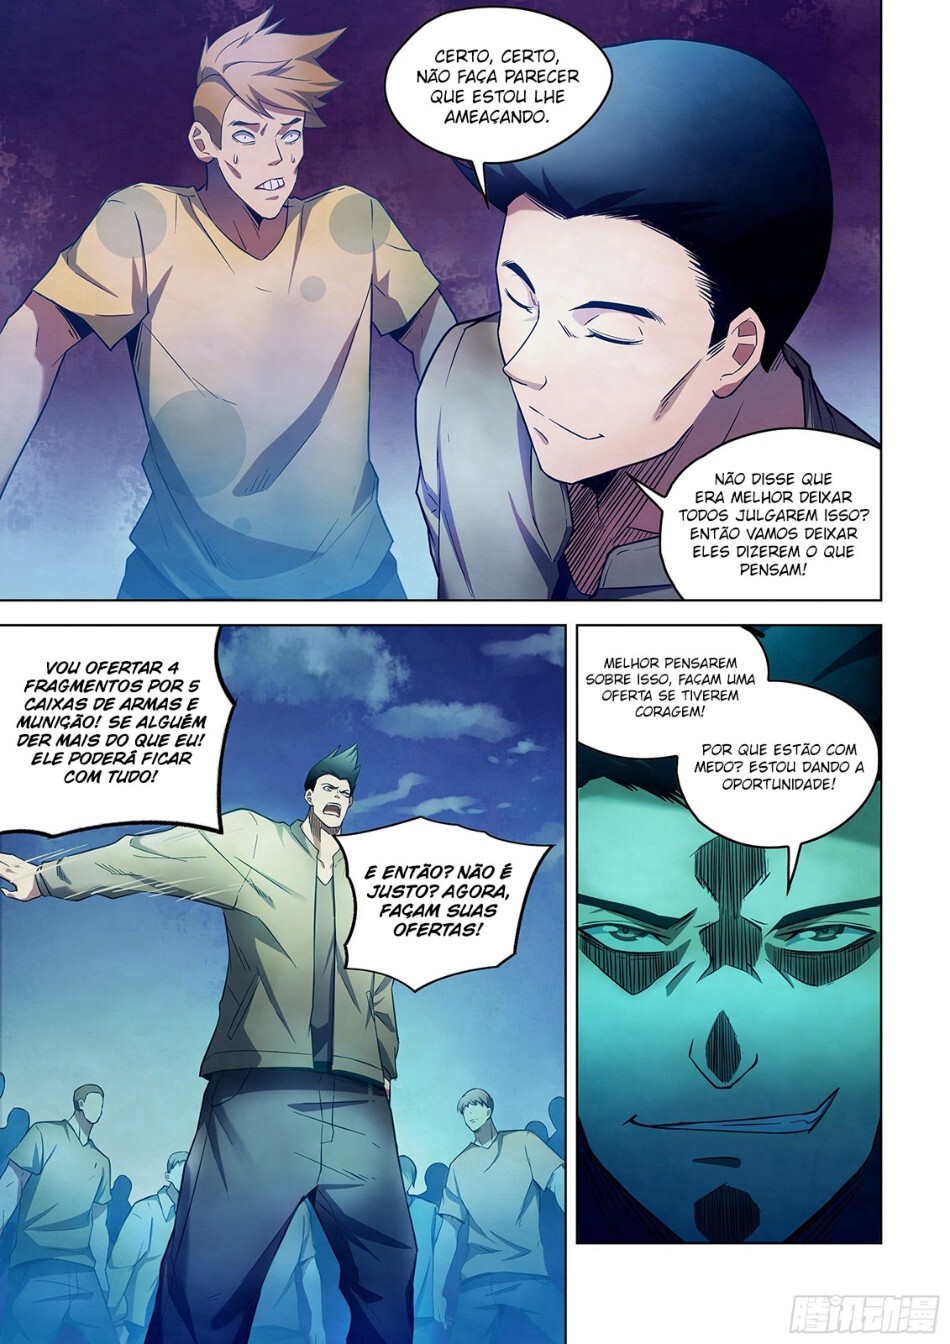 CERTO, CERTO,
NÃO FAÇA PARECER
QUE ESTOU LHE
AMEAÇANDO.
NÃO DISSE QUE
ERA MELHOR DEIXAR
TODOS JULGAREM ISSO?
ENTÃO VAMOS DEIXAR
ELES DIZEREM O QUE
PENSAM!
VOU OFERTAR 4
FRAGMENTOS POR 5
CAIXAS DE ARMAS E
MUNIÇÃO! SE ALGUÉM
DER MAIS DO QUE EU!
ELE PODERÁ FICAR
COM TUDO!
E ENTÃO? NÃO É
JUSTO? AGORA,
FAÇAM SUAS
OFERTAS!
MELHOR PENSAREM
SOBRE ISSO, FAÇAM UMA
OFERTA SE TIVEREM
CORAGEM!
POR QUE ESTÃO COM
MEDO? ESTOU DANDO A
OPORTUNIDADE!
腾讯动漫